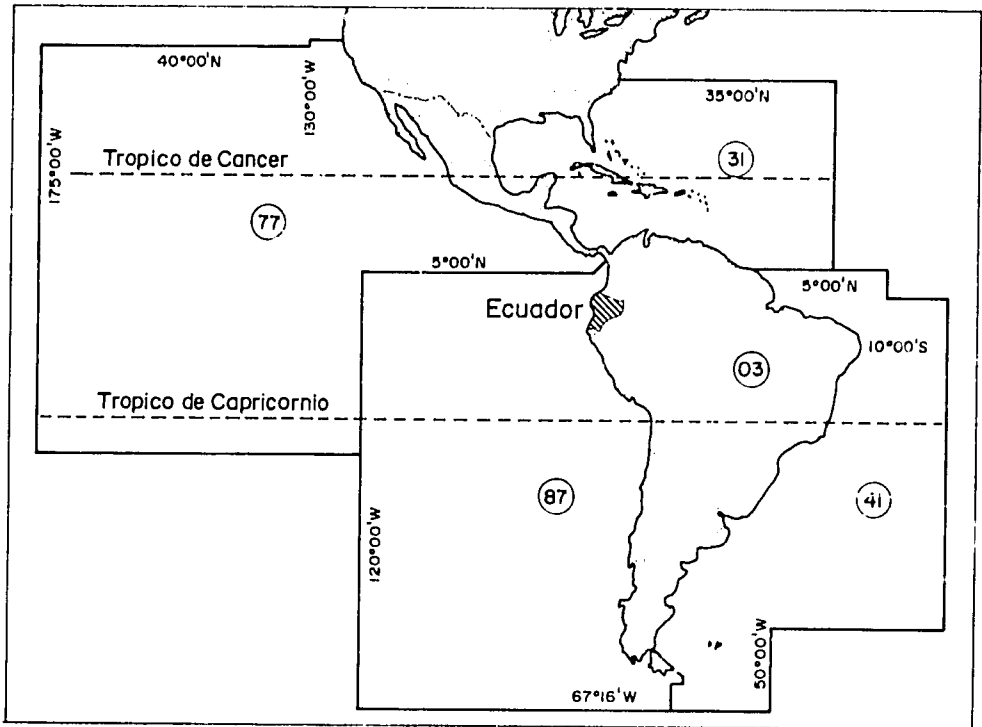 40°00'N
130°00'W
35°00'N
175°00'W
Tropico de Cancer
31
77
5°00'N
5°00'N
Ecuador
10°00'S
03
Tropico de Capricornio
87
41
120°00'W
50°00'W
67°16'W